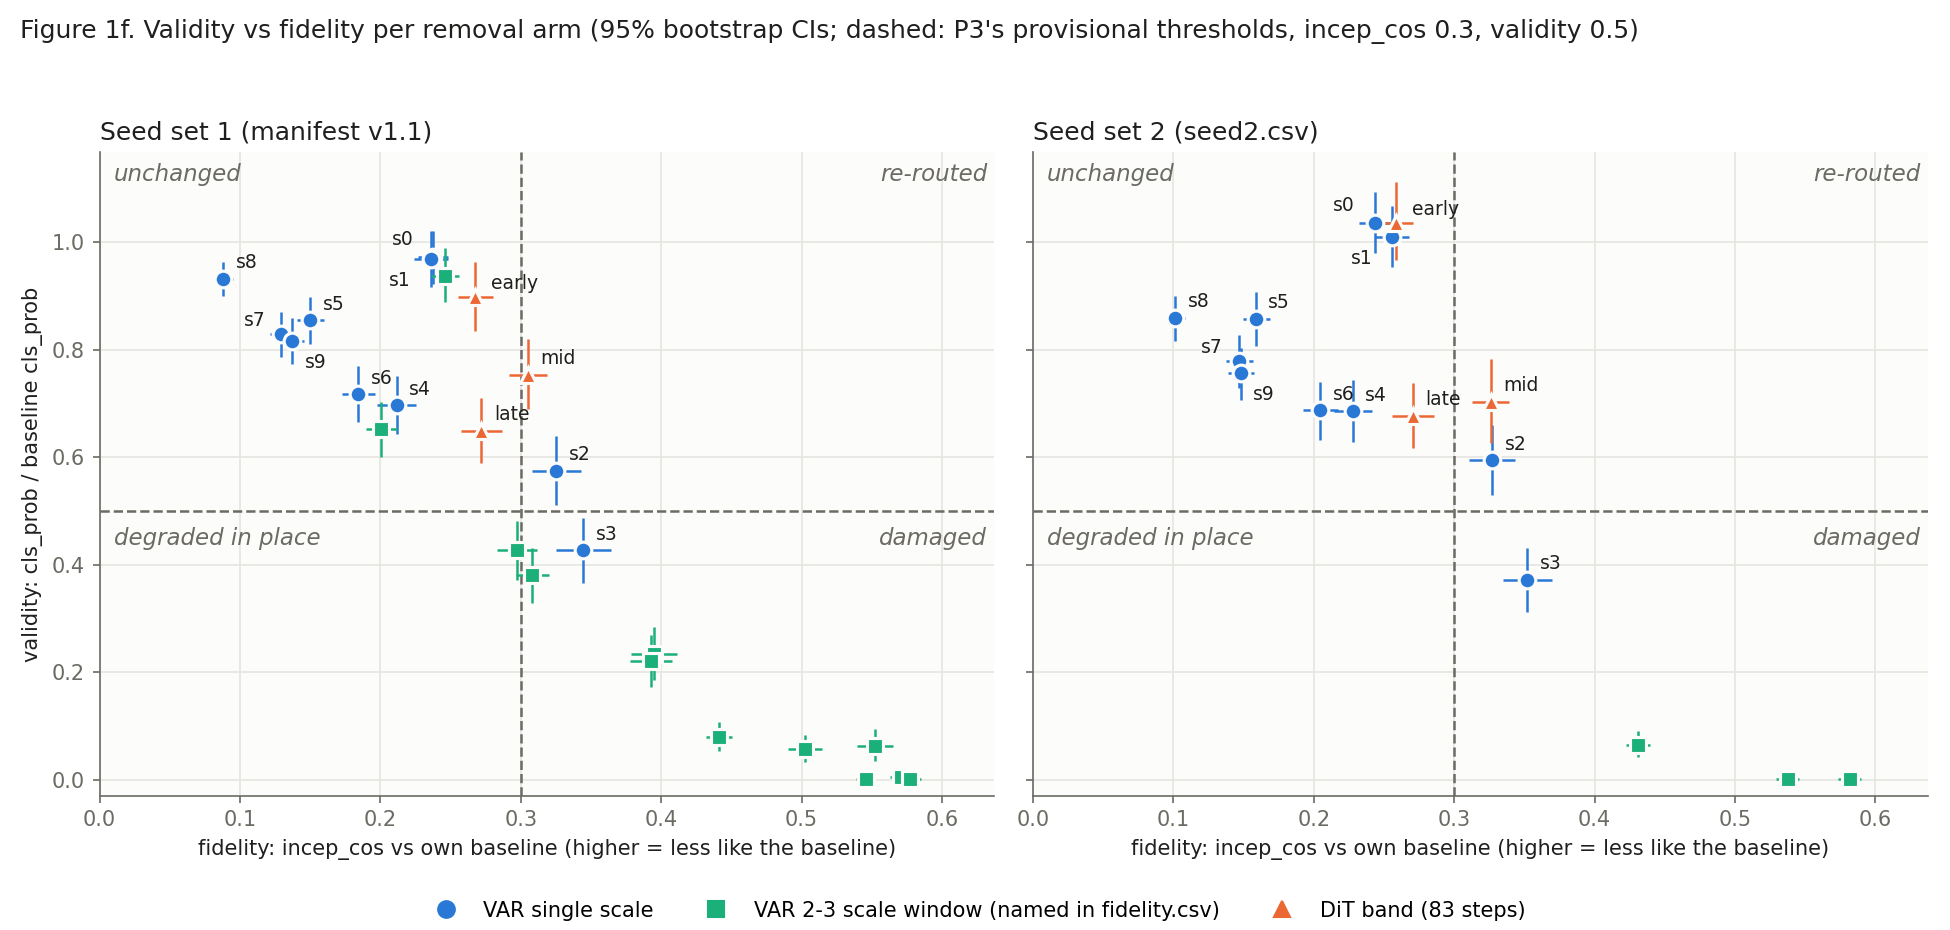 Figure 1f. Validity vs fidelity per removal arm (95% bootstrap CIs; dashed: P3's provisional thresholds, incep_cos 0.3, validity 0.5)
Seed set 1 (manifest v1.1)
unchanged
re-routed
s0
s8
s1
early
s5
s7
mid
s9
s6
s4
late
s2
degraded in place
damaged
s3
validity: cls_prob / baseline cls_prob
1.0
0.8
0.6
0.4
0.2
0.0
0.0 0.1 0.2 0.3 0.4 0.5 0.6
fidelity: incep_cos vs own baseline (higher = less like the baseline)
Seed set 2 (seed2.csv)
unchanged
re-routed
s0
early
s1
s8
s5
s7
s9
s6
s4
late
mid
s2
degraded in place
damaged
s3
0.0 0.1 0.2 0.3 0.4 0.5 0.6
fidelity: incep_cos vs own baseline (higher = less like the baseline)
VAR single scale
VAR 2-3 scale window (named in fidelity.csv)
DiT band (83 steps)